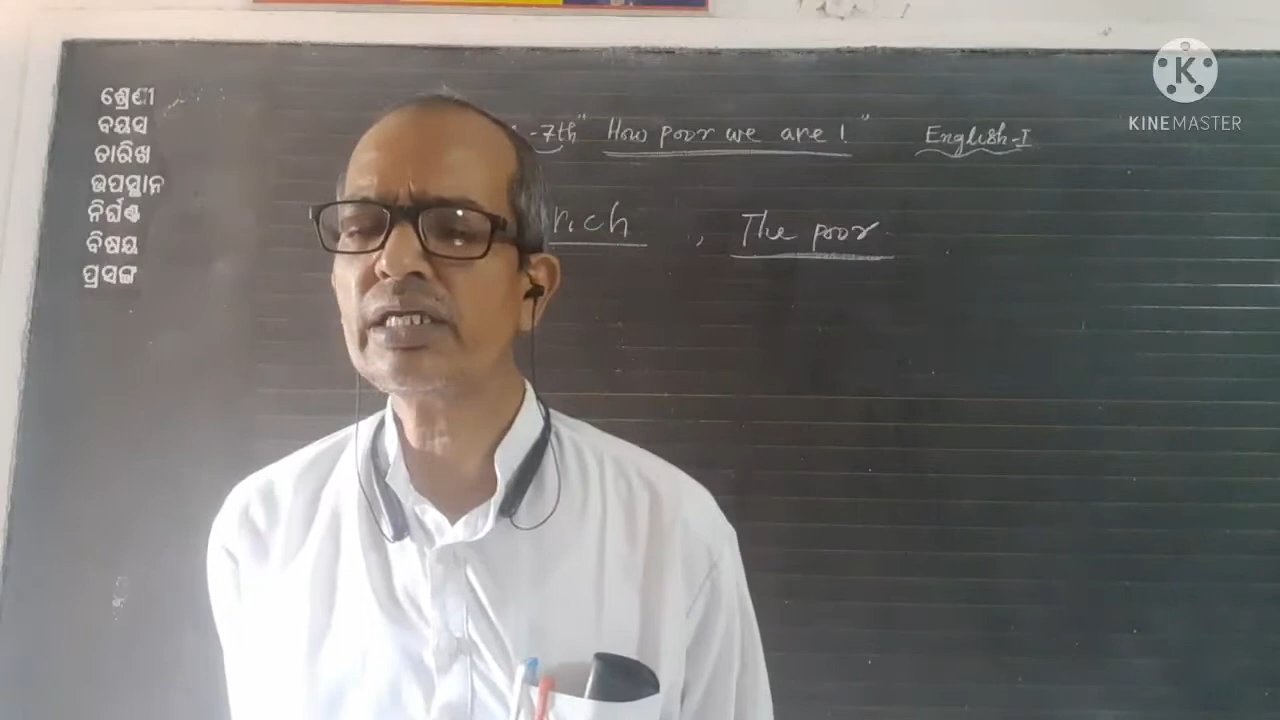 ଶ୍ରେଣୀ
ବୟସ
ତାରିଖ
ଉପସ୍ଥାନ
ନିର୍ଘଣ୍ଟ
ବିଷୟ
ପ୍ରସଙ୍ଗ
-7th "How poor we are! " English-I
rich , The poor
K
KINEMASTER